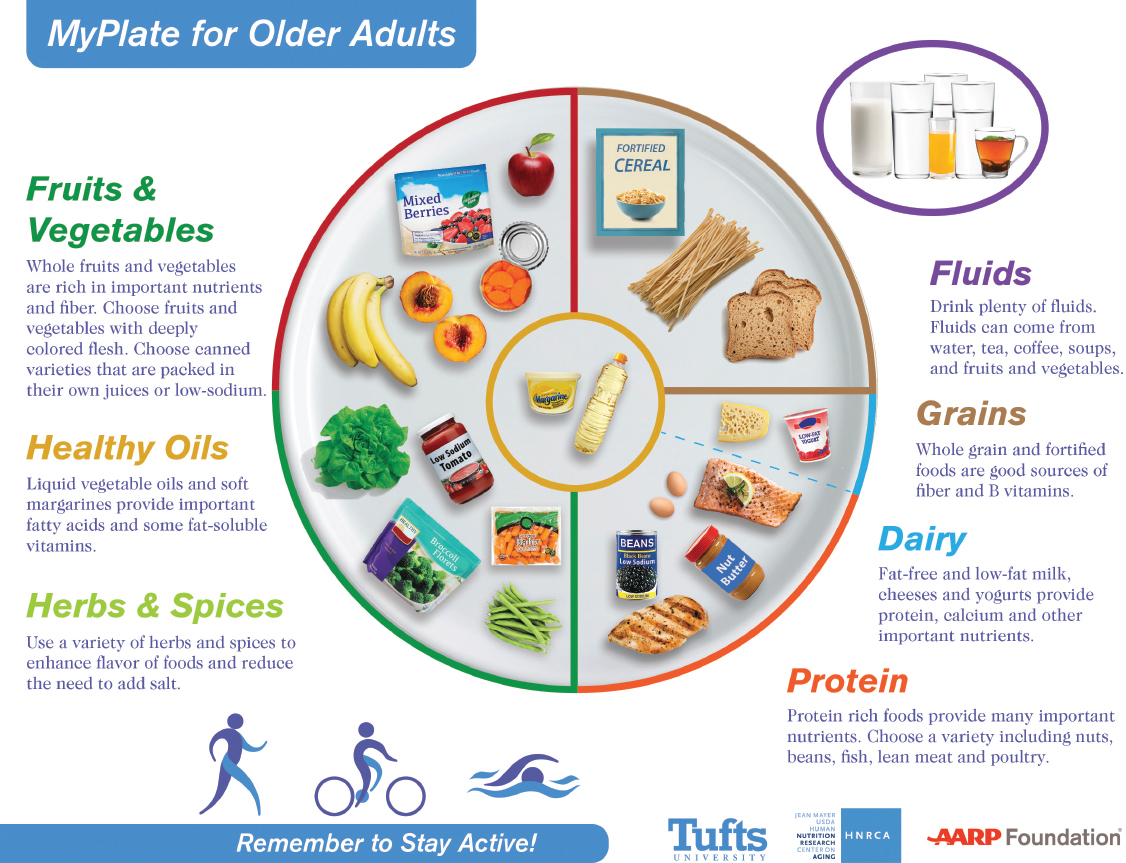 MyPlate for Older Adults
Fruits &
Vegetables
Whole fruits and vegetables
are rich in important nutrients
and fiber. Choose fruits and
vegetables with deeply
colored flesh. Choose canned
varieties that are packed in
their own juices or low-sodium.
Healthy Oils
Liquid vegetable oils and soft
margarines provide important
fatty acids and some fat-soluble
vitamins.
Herbs & Spices
Use a variety of herbs and spices to
enhance flavor of foods and reduce
the need to add salt.
Mixed
Berries
FORTIFIED
CEREAL
Margarine
Low Sodium
Tomato
Broccoli
Florets
LOW-FAT
YOGURT
BEANS
Black Beans
Low Sodium
LOW SODIUM
Nut
Butter
Fluids
Drink plenty of fluids.
Fluids can come from
water, tea, coffee, soups,
and fruits and vegetables.
Grains
Whole grain and fortified
foods are good sources of
fiber and B vitamins.
Dairy
Fat-free and low-fat milk,
cheeses and yogurts provide
protein, calcium and other
important nutrients.
Protein
Protein rich foods provide many important
nutrients. Choose a variety including nuts,
beans, fish, lean meat and poultry.
Remember to Stay Active!
Tufts
UNIVERSITY
JEAN MAYER
USDA
HUMAN
NUTRITION
RESEARCH
CENTER ON
AGING
HNRCA
AARP Foundation®